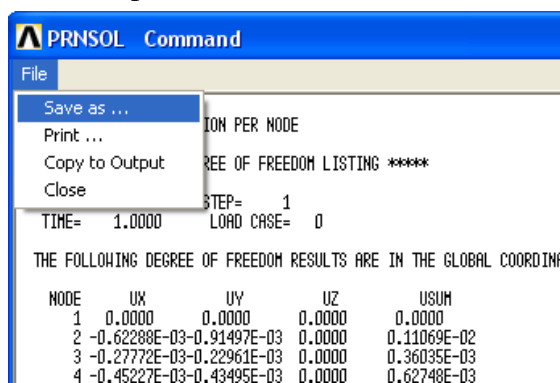 PRNSOL Command
File
Save as ...
Print ...
Copy to Output
Close
ION PER NODE
REE OF FREEDOM LISTING *****
STEP= 1
TIME= 1.0000 LOAD CASE= 0
THE FOLLOWING DEGREE OF FREEDOM RESULTS ARE IN THE GLOBAL COORDINA
NODE UX UY UZ USUM
1 0.0000 0.0000 0.0000 0.0000
2 -0.62288E-03-0.91497E-03 0.0000 0.11069E-02
3 -0.27772E-03-0.22961E-03 0.0000 0.36035E-03
4 -0.45227E-03-0.43495E-03 0.0000 0.62748E-03